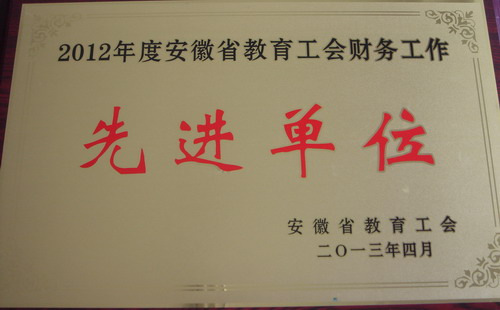 2012年度安徽省教育工会财务工作
先进单位
安徽省教育工会
二〇一三年四月